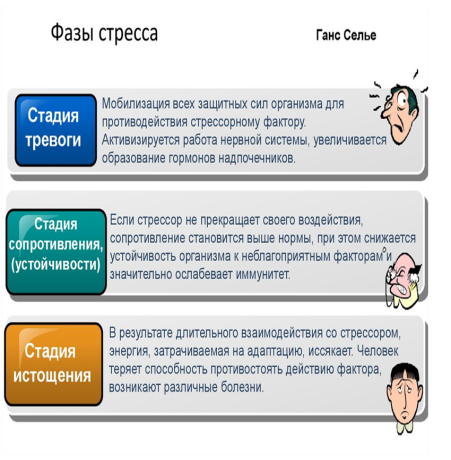 Фазы стресса
Ганс Селье
Стадия
тревоги
Мобилизация всех защитных сил организма для
противодействия стрессорному фактору.
Активизируется работа нервной системы, увеличивается
образование гормонов надпочечников.
Стадия
сопротивления,
(устойчивости)
Если стрессор не прекращает своего воздействия,
сопротивление становится выше нормы, при этом снижается
устойчивость организма к неблагоприятным факторам и
значительно ослабевает иммунитет.
Стадия
истощения
В результате длительного взаимодействия со стрессором,
энергия, затрачиваемая на адаптацию, иссякает. Человек
теряет способность противостоять действию фактора,
возникают различные болезни.